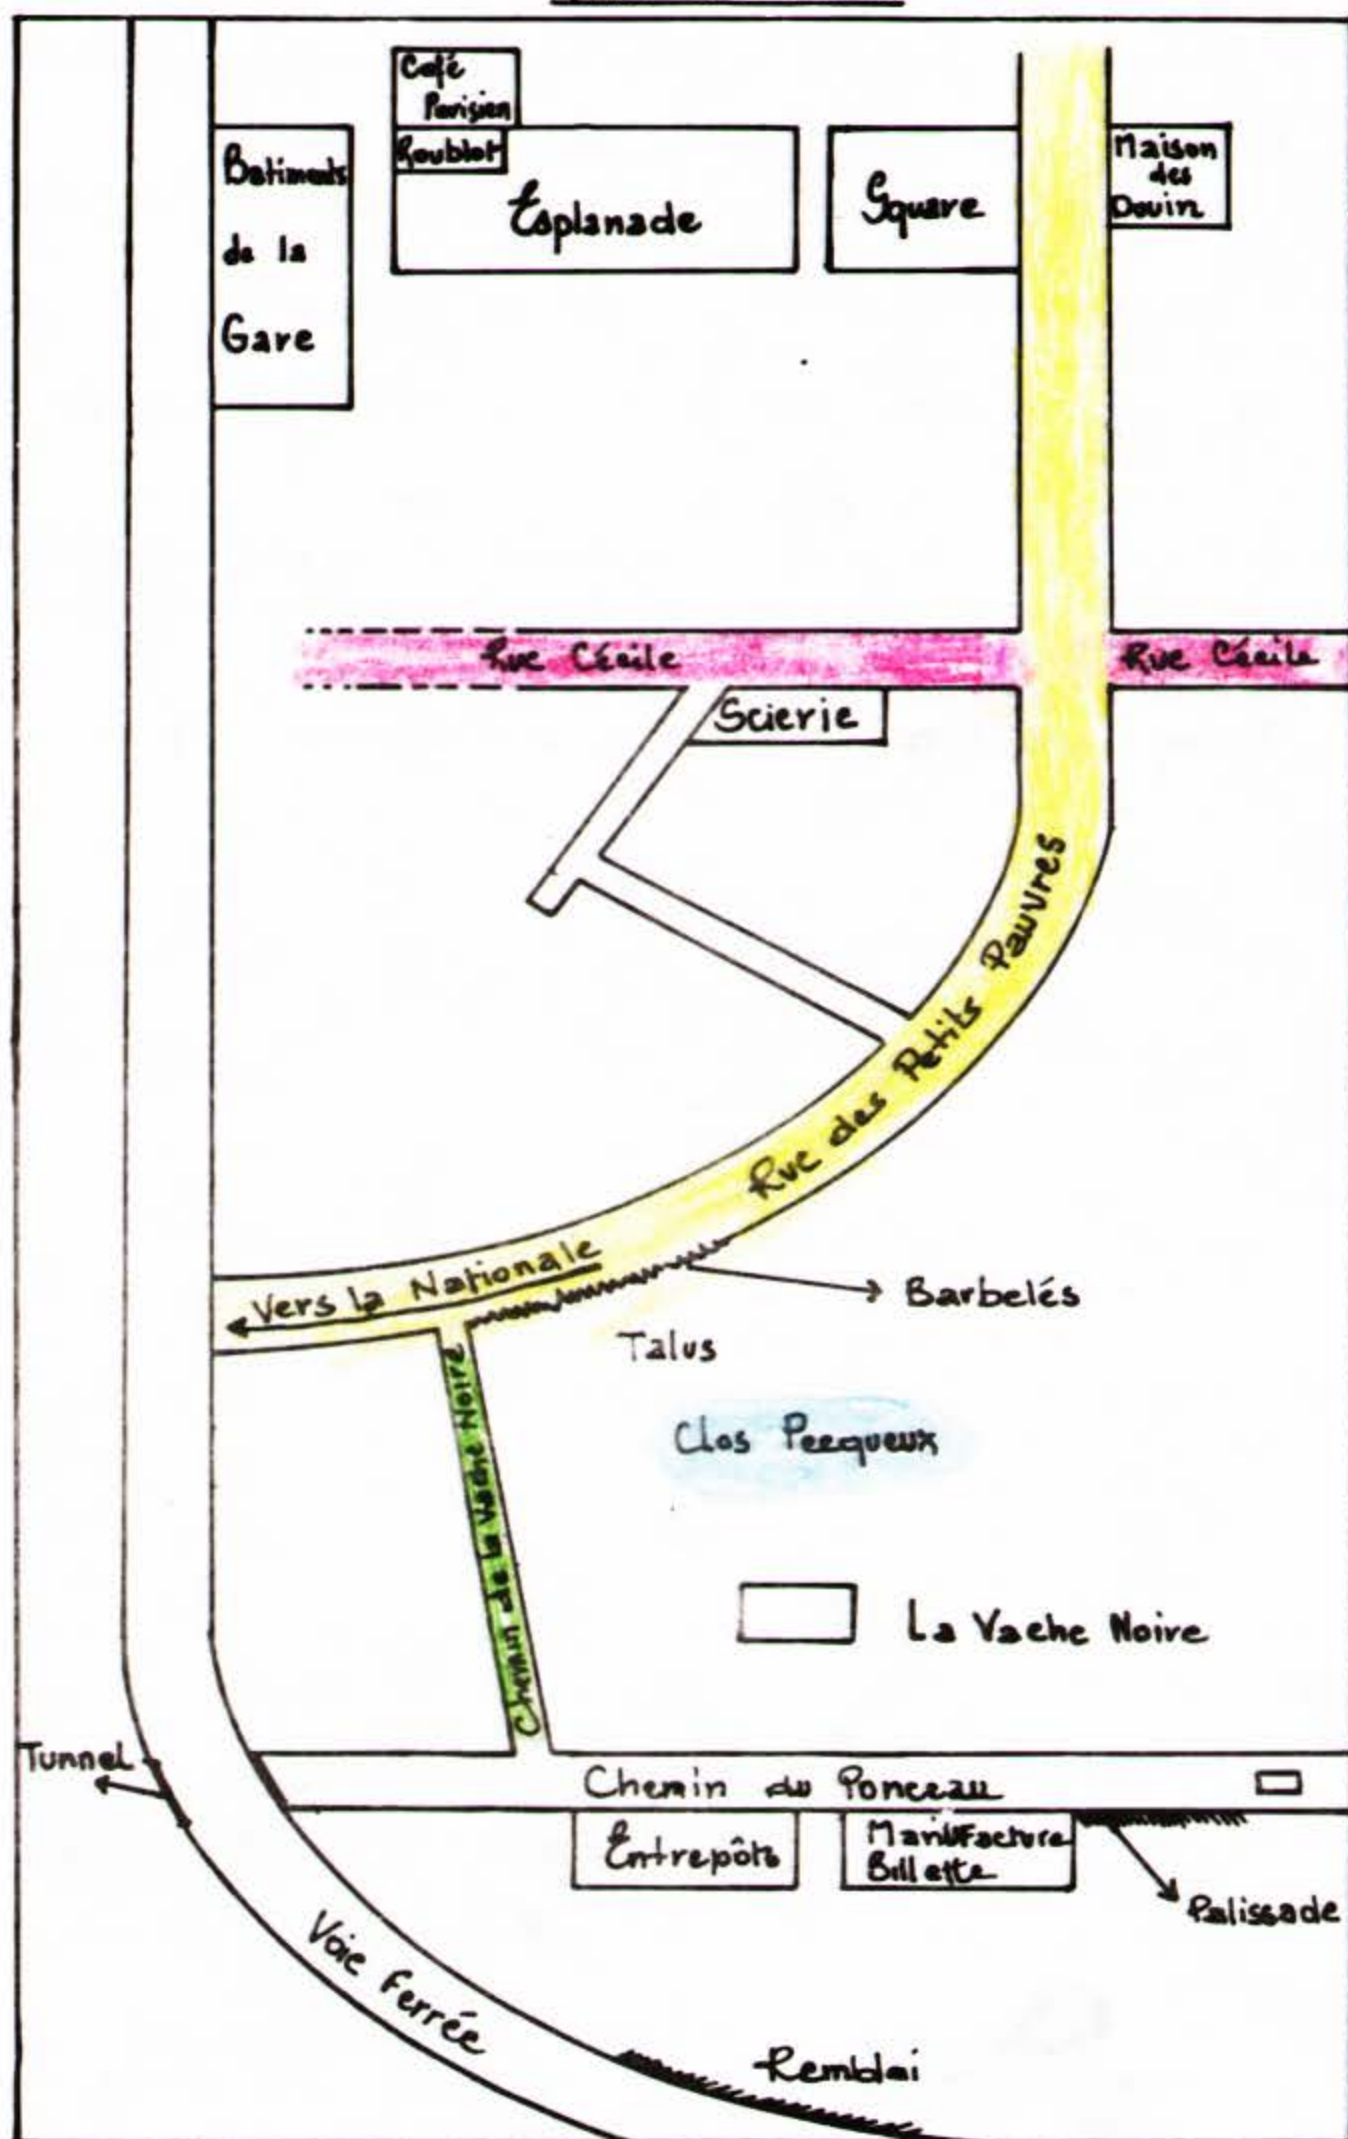 Café
Parisien
Roublot
Esplanade
Square
Maison
des
Douin
Batiments
de la
Gare
Rue Cécile
Rue Cécile
Scierie
Rue des Petits Pauvres
Vers la Nationale
Barbelés
Talus
Chemin de la Vache Noire
Clos Pecqueux
La Vache Noire
Tunnel
Chemin du Ponceau
Entrepôts
Manufacture
Billette
Palissade
Voie Ferrée
Remblai